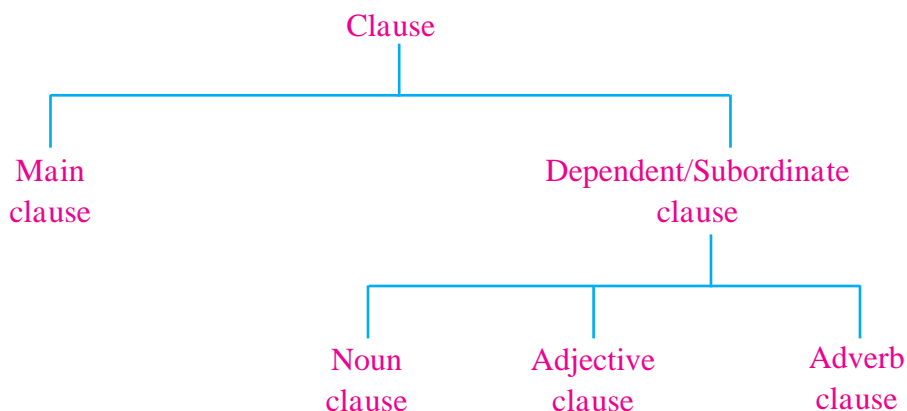 Clause
Main
clause
Dependent/Subordinate
clause
Noun
clause
Adjective
clause
Adverb
clause